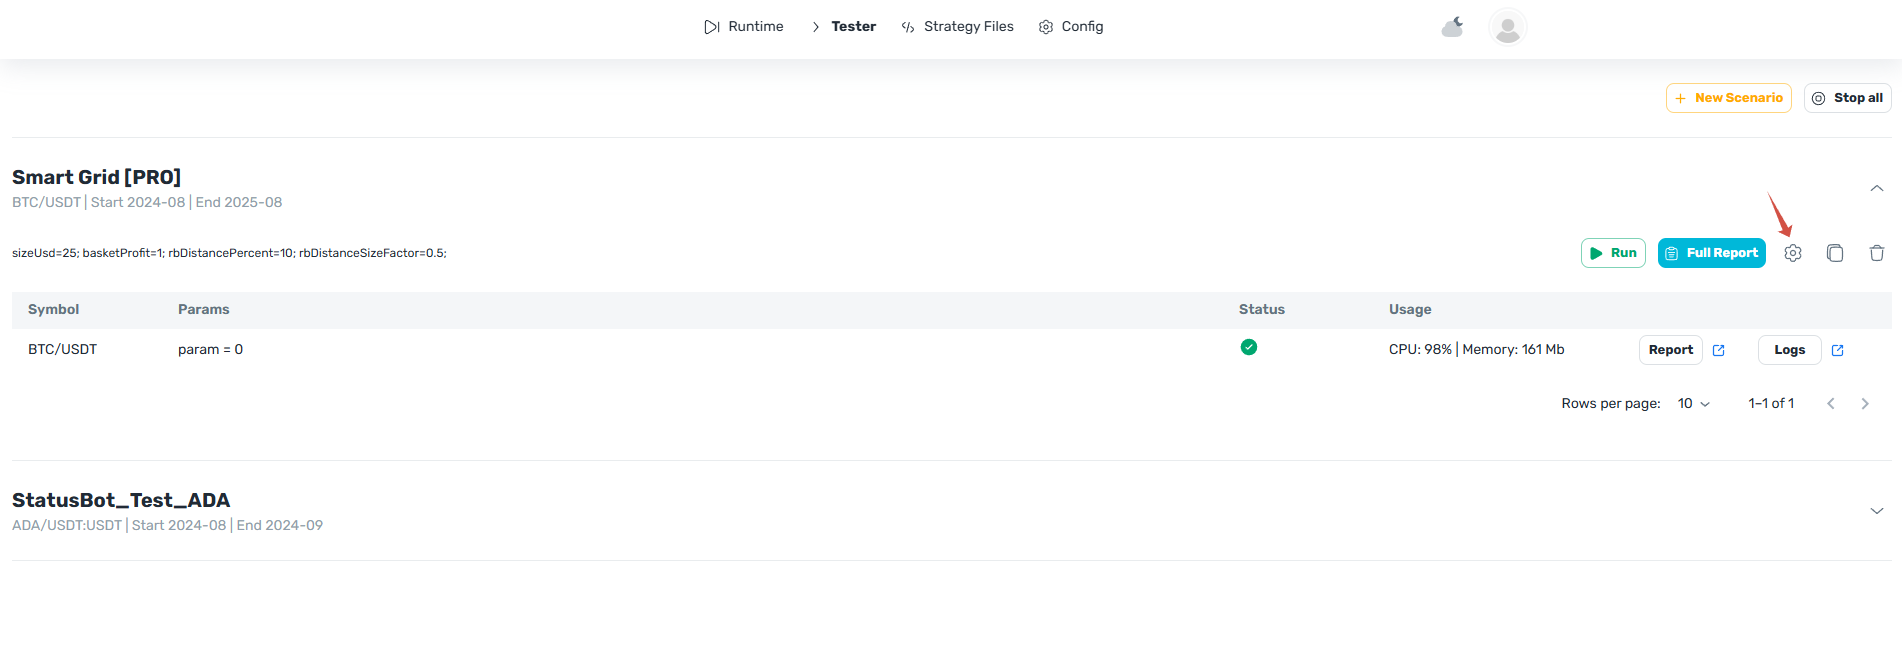 Runtime
Tester
Strategy Files
Config
New Scenario
Stop all
Smart Grid [PRO]
BTC/USDT | Start 2024-08 | End 2025-08
sizeUsd=25; basketProfit=1; rbDistancePercent=10; rbDistanceSizeFactor=0.5;
Run
Full Report
Symbol Params Status Usage
BTC/USDT param = 0 CPU: 98% | Memory: 161 Mb Report Logs
Rows per page: 10 1-1 of 1
StatusBot_Test_ADA
ADA/USDT:USDT | Start 2024-08 | End 2024-09